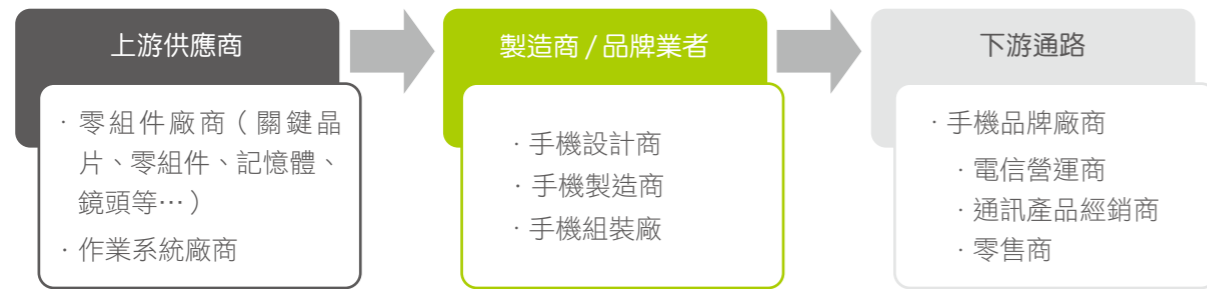 上游供應商
· 零組件廠商（關鍵晶
片、零組件、記憶體、
鏡頭等…）
· 作業系統廠商
製造商 / 品牌業者
· 手機設計商
· 手機製造商
· 手機組裝廠
下游通路
· 手機品牌廠商
· 電信營運商
· 通訊產品經銷商
· 零售商